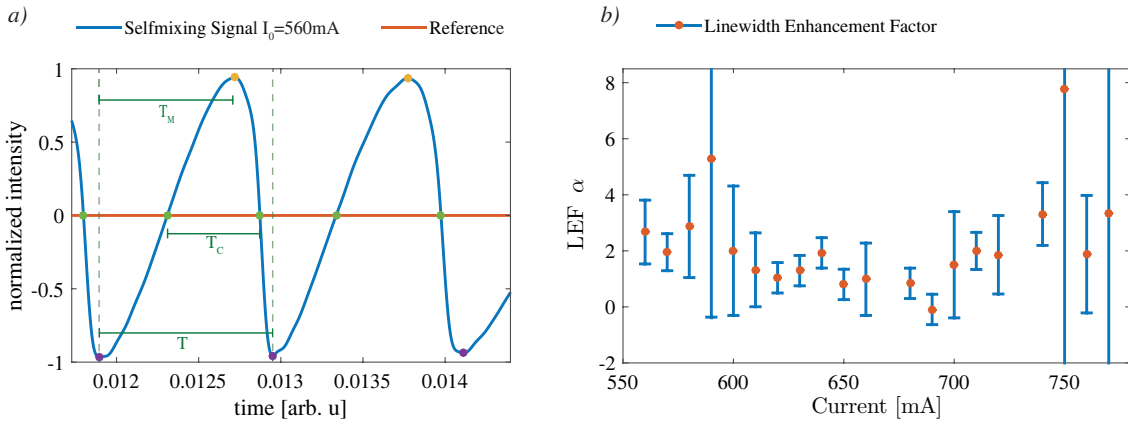 a)
Selfmixing Signal I₀=560mA
Reference
normalized intensity
1
0.5
0
-0.5
-1
T_M
T_C
T
0.012
0.0125
0.013
0.0135
0.014
time [arb. u]
b)
Linewidth Enhancement Factor
LEF α
8
6
4
2
0
-2
550
600
650
700
750
Current [mA]